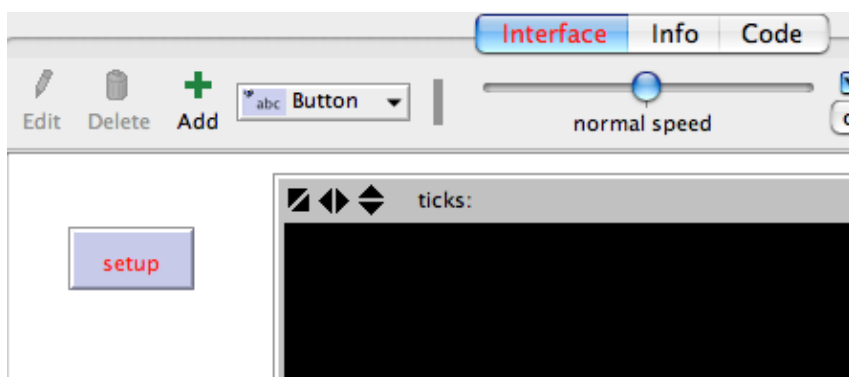 Interface Info Code
Edit Delete Add abc Button
normal speed
ticks:
setup